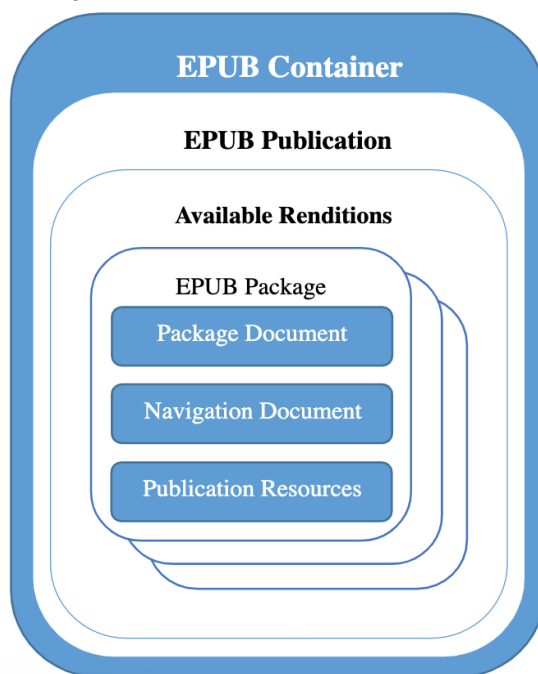 EPUB Container
EPUB Publication
Available Renditions
EPUB Package
Package Document
Navigation Document
Publication Resources